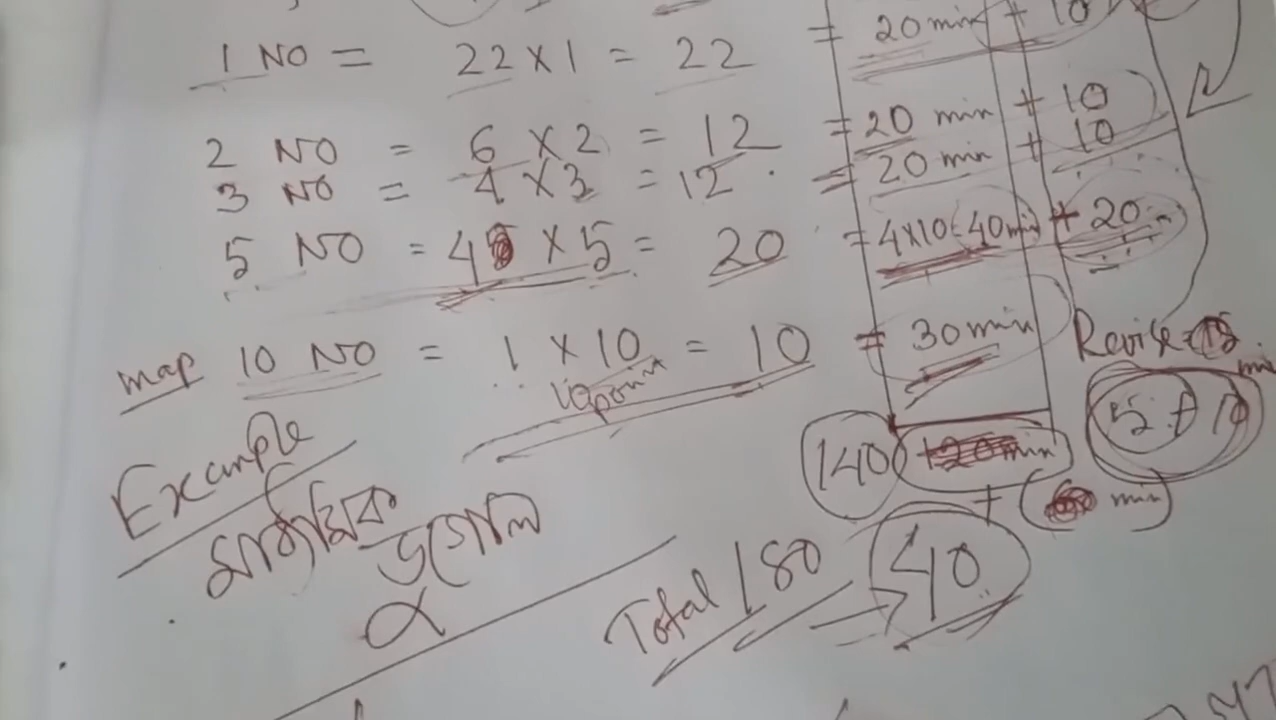 1 NO = 22 X 1 = 22 = 20 min + 10
2 NO = 6 X 2 = 12 = 20 min + 10
3 NO = 4 X 3 = 12 = 20 min + 10
5 NO = 4 X 5 = 20 = 4X10 = 40 min + 20
map 10 NO = 1 X 10 = 10 = 30 min
10 point
Revise =
min
5 + 10
140
120 min
+ ( min)
Example
মাধ্যমিক
ভূগোল
Total 180
40